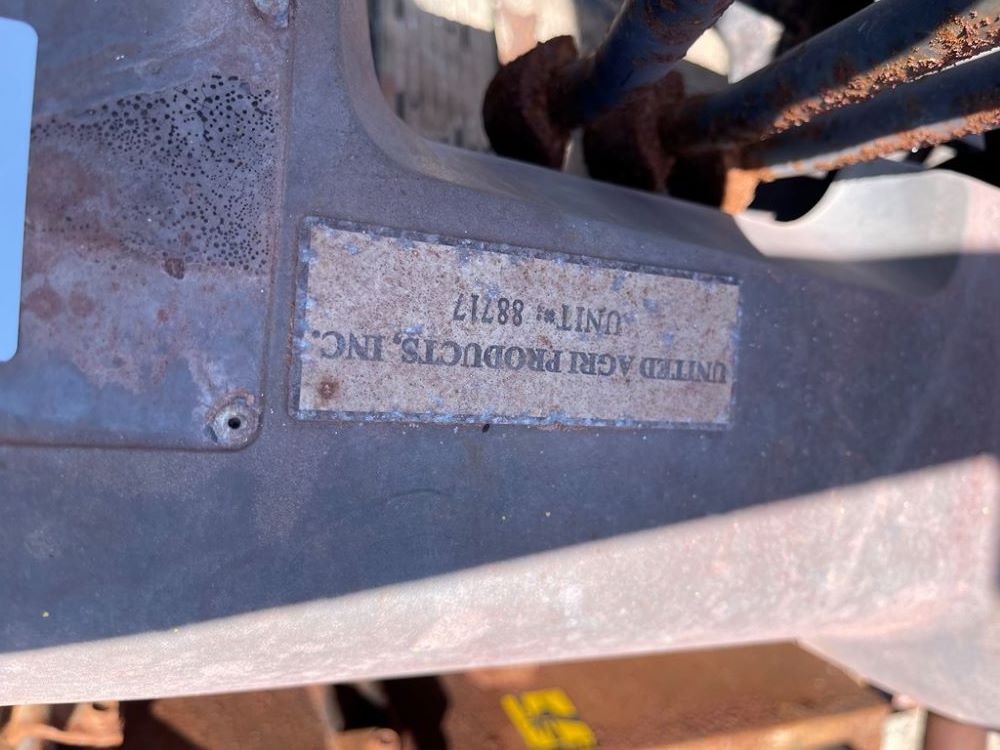 UNITED AGRI PRODUCTS, INC.
UNIT#: 88717